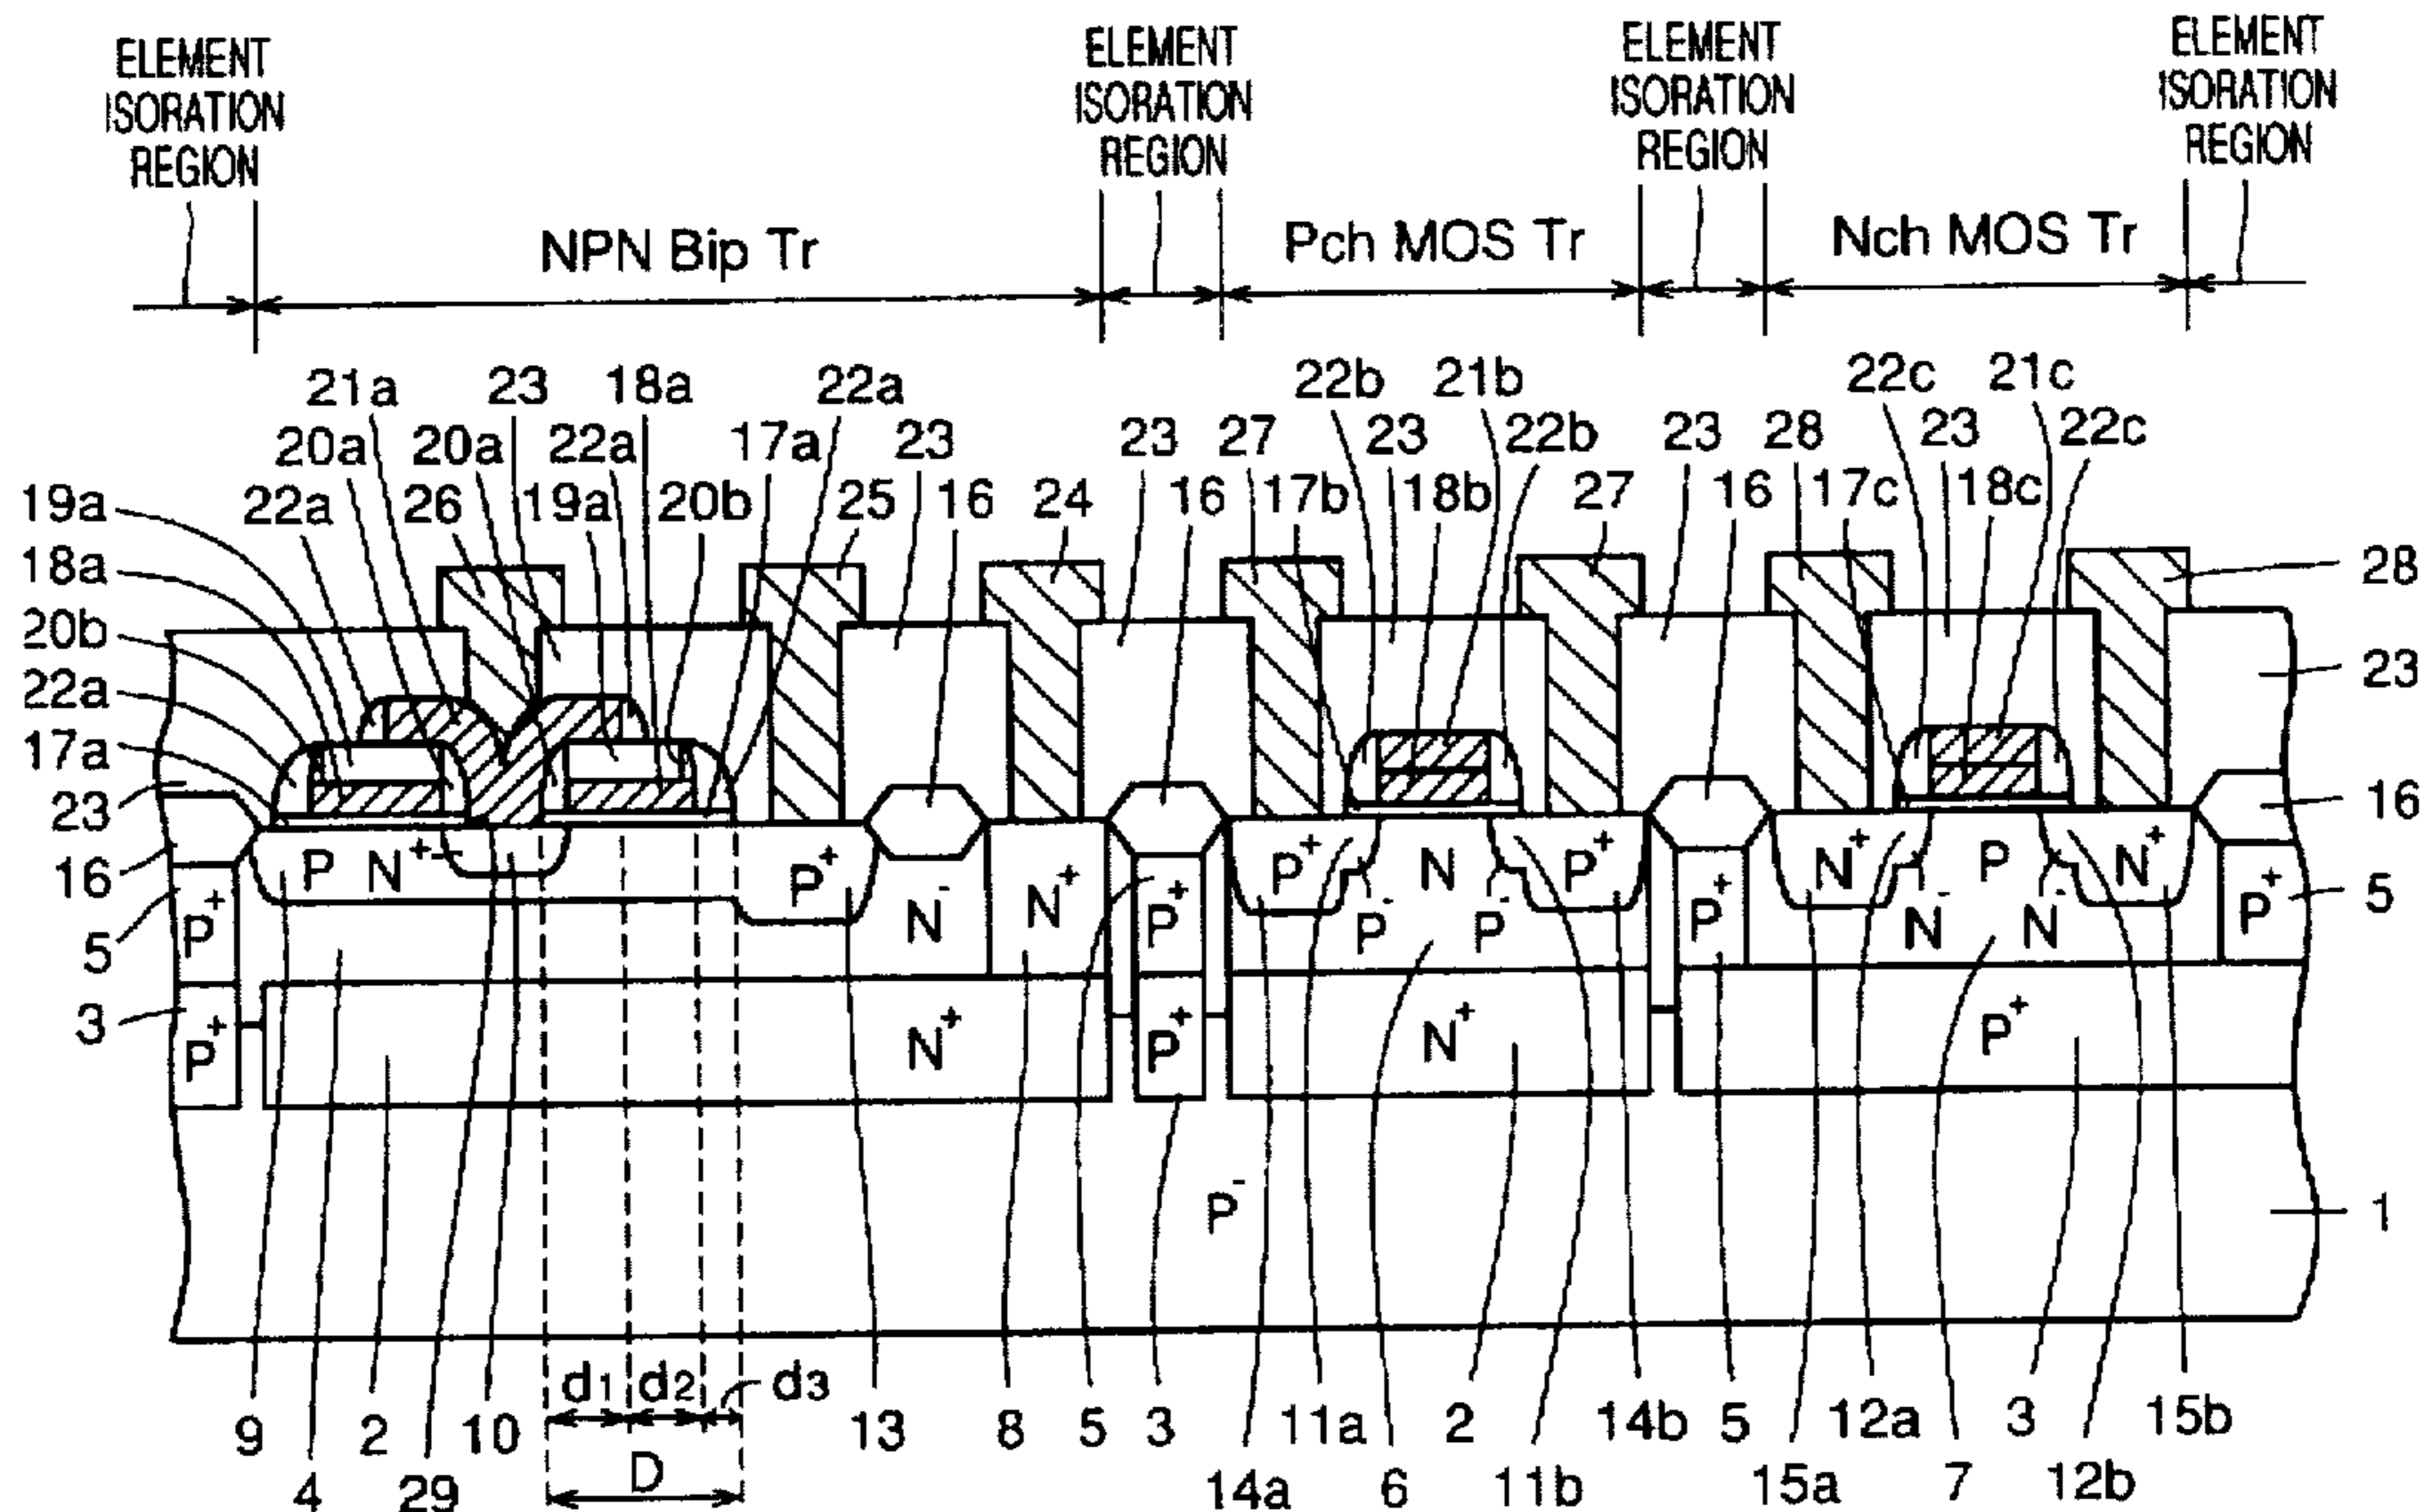 ELEMENT
ISORATION
REGION
ELEMENT
ISORATION
REGION
ELEMENT
ISORATION
REGION
ELEMENT
ISORATION
REGION
NPN Bip Tr
Pch MOS Tr
Nch MOS Tr
21a 23 18a 22a 22b 21b 22c 21c
20a 20a 22a 17a 23 23 27 23 22b 23 28 23 22c
19a 22a 26 19a 20b 25 16 24 16 17b 18b 27 16 17c 18c
18a 28
20b 23
22a
17a
23 16
16 P N+ P+ P+ N P+ N+ P N+
5 P+ N- N+ P+ P- P- P+ N- N- P+ 5
3 P+ N+ P+ N+ P+
P- 1
d1 d2 d3
9 2 10 13 8 5 3 11a 2 14b 5 12a 3 15b
D
4 29 14a 6 11b 15a 7 12b